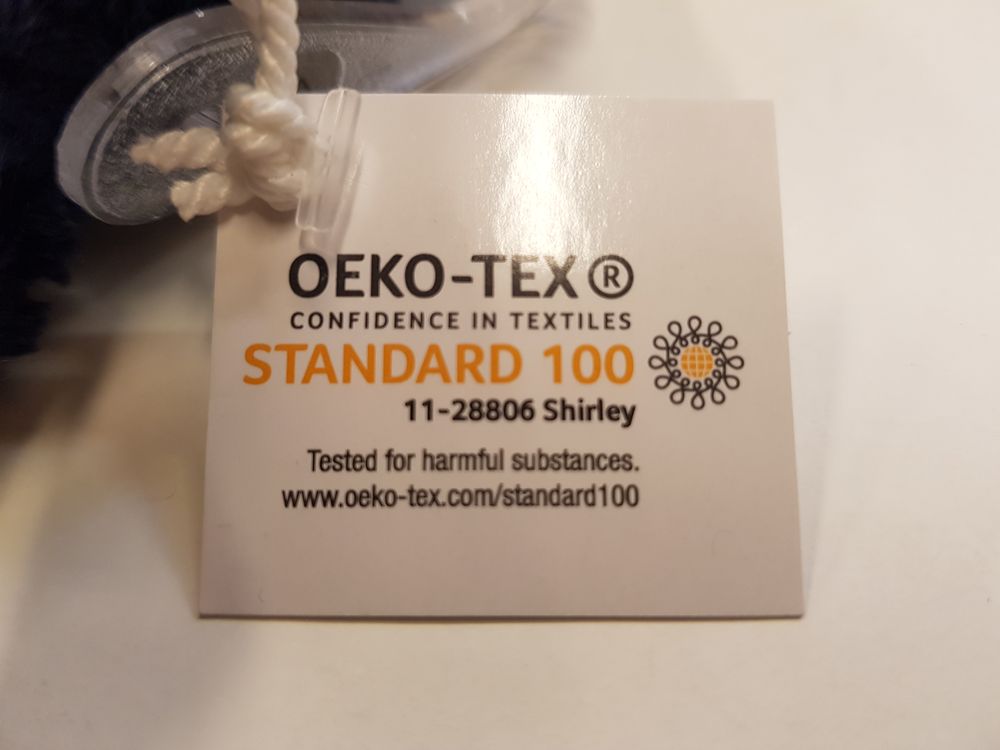 OEKO-TEX®
CONFIDENCE IN TEXTILES
STANDARD 100
11-28806 Shirley
Tested for harmful substances.
www.oeko-tex.com/standard100